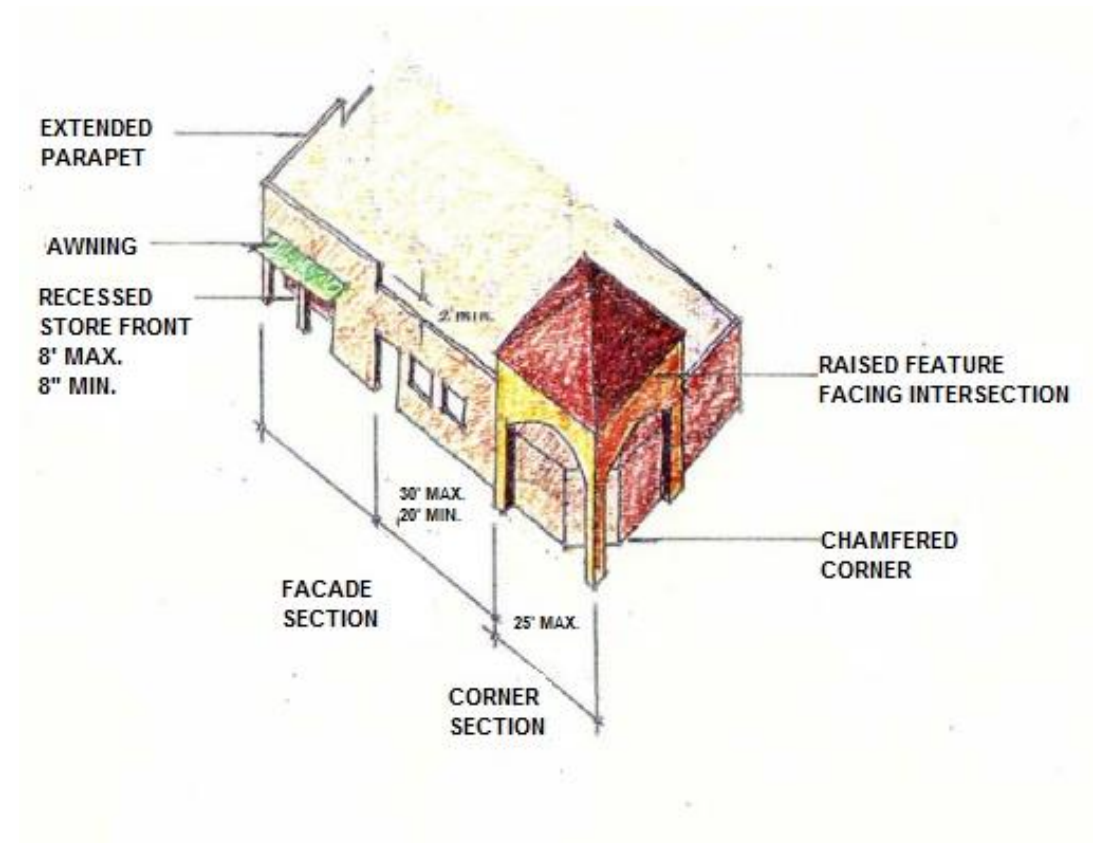 EXTENDED
PARAPET
AWNING
RECESSED
STORE FRONT
8' MAX.
8" MIN.
2' min.
RAISED FEATURE
FACING INTERSECTION
30' MAX.
20' MIN.
CHAMFERED
CORNER
FACADE
SECTION
25' MAX.
CORNER
SECTION